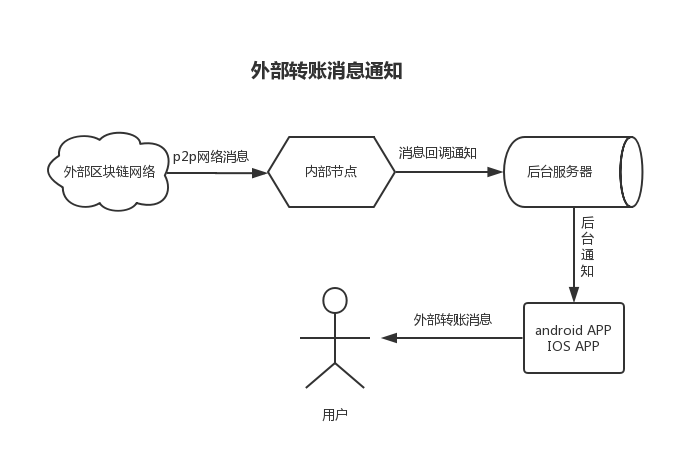 外部转账消息通知
外部区块链网络
p2p网络消息
内部节点
消息回调通知
后台服务器
后
台
通
知
android APP
IOS APP
外部转账消息
用户